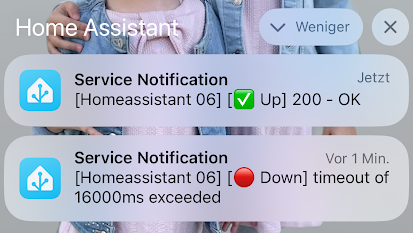 Home Assistant
Weniger
Service Notification
Jetzt
[Homeassistant 06] [✅ Up] 200 - OK
Service Notification
Vor 1 Min.
[Homeassistant 06] [🔴 Down] timeout of
16000ms exceeded